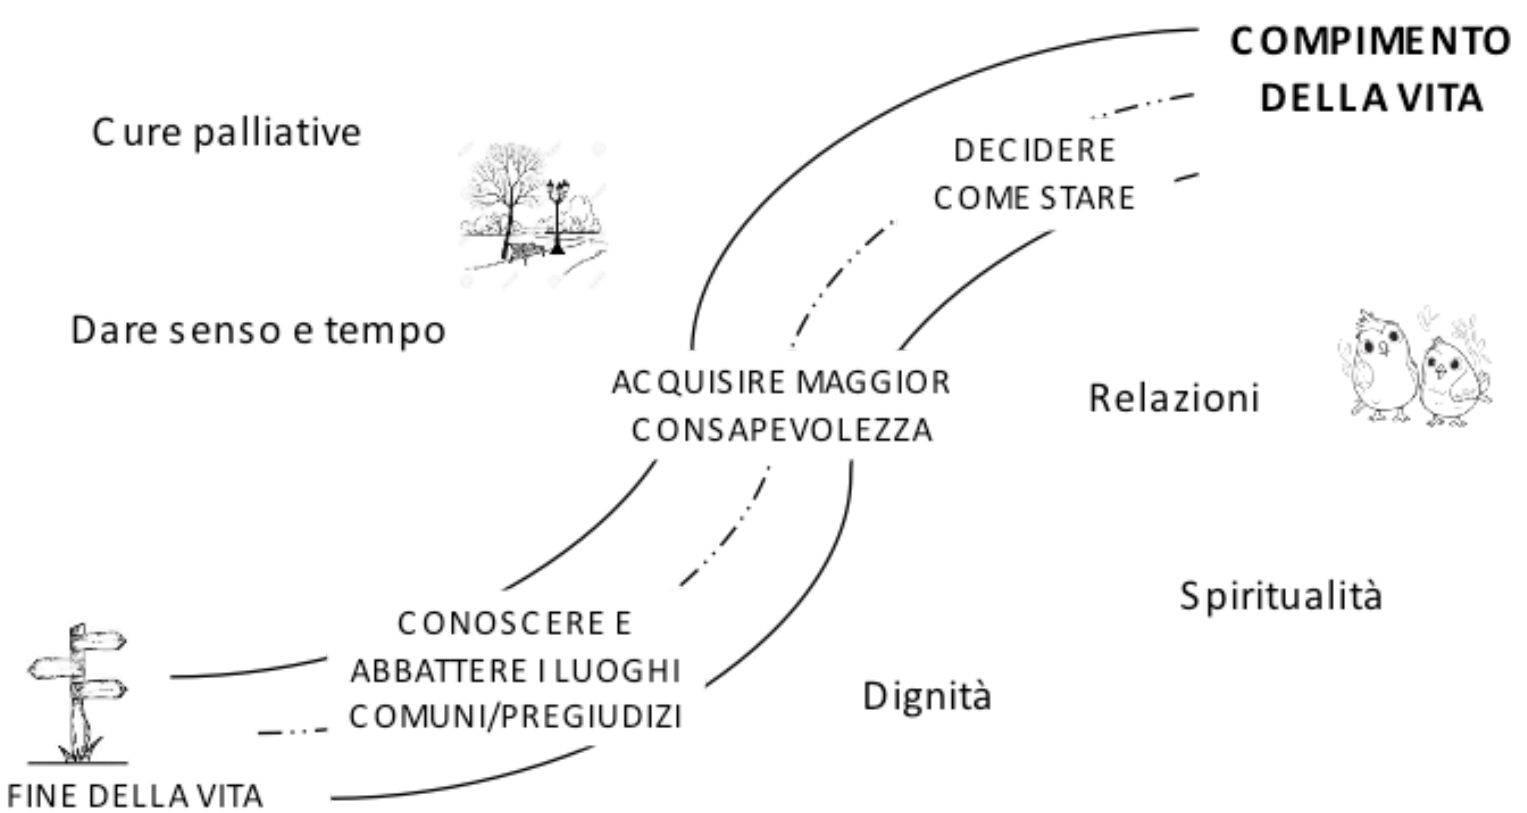 COMPIMENTO
DELLA VITA
Cure palliative
DECIDERE
COME STARE
Dare senso e tempo
ACQUISIRE MAGGIOR
CONSAPEVOLEZZA
Relazioni
Spiritualità
CONOSCERE E
ABBATTERE I LUOGHI
COMUNI/PREGIUDIZI
Dignità
FINE DELLA VITA